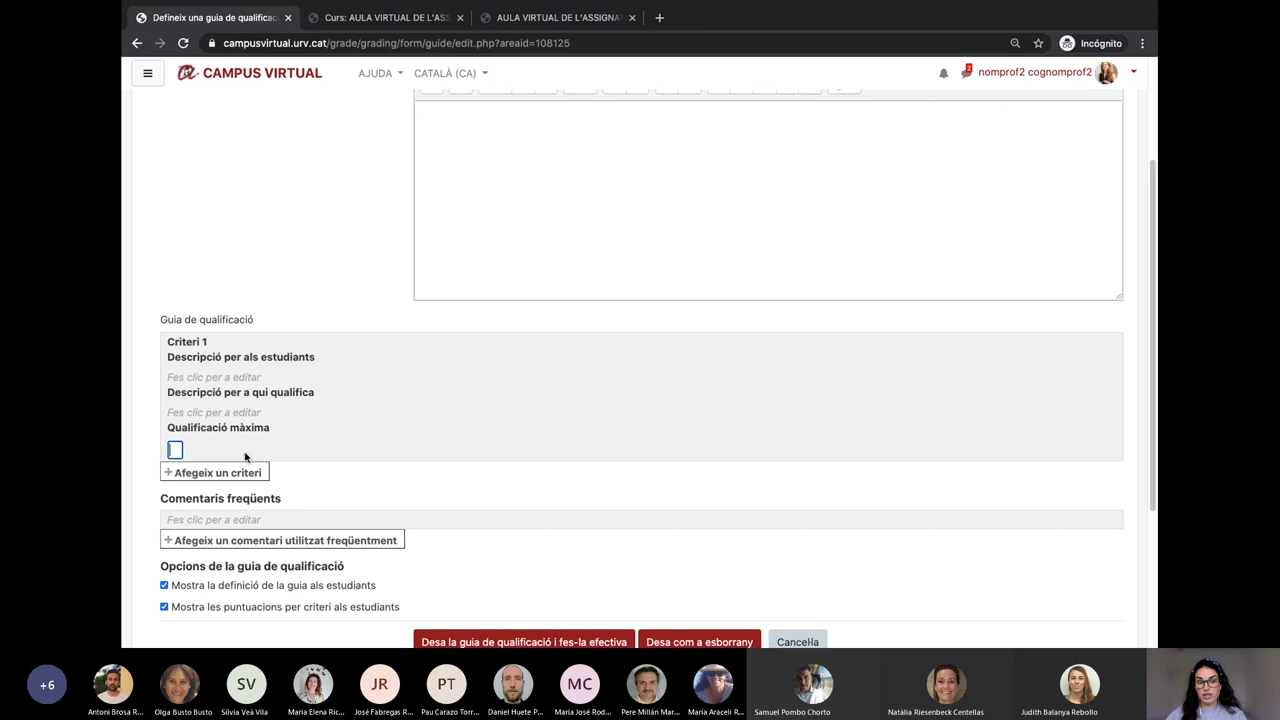 Defineix una guia de qualificac
Curs: AULA VIRTUAL DE L'ASS
AULA VIRTUAL DE L'ASSIGNAT
campusvirtual.urv.cat/grade/grading/form/guide/edit.php?areaid=108125
Incógnito
CAMPUS VIRTUAL
AJUDA
CATALÀ (CA)
2
nomprof2 cognomprof2
Guia de qualificació
Criteri 1
Descripció per als estudiants
Fes clic per a editar
Descripció per a qui qualifica
Fes clic per a editar
Qualificació màxima
+ Afegeix un criteri
Comentaris freqüents
Fes clic per a editar
+ Afegeix un comentari utilitzat freqüentment
Opcions de la guia de qualificació
Mostra la definició de la guia als estudiants
Mostra les puntuacions per criteri als estudiants
Desa la guia de qualificació i fes-la efectiva
Desa com a esborrany
Cancel·la
+6
SV
JR
PT
MC
Antoni Brosa R...
Olga Busto Busto
Sílvia Veà Vila
Maria Elena Ric...
José Fabregas R...
Pau Carazo Torr...
Daniel Huete P...
María José Rod...
Pere Millán Mar...
Maria Araceli R...
Samuel Pombo Chorto
Natàlia Riesenbeck Centellas
Judith Balanya Rebollo